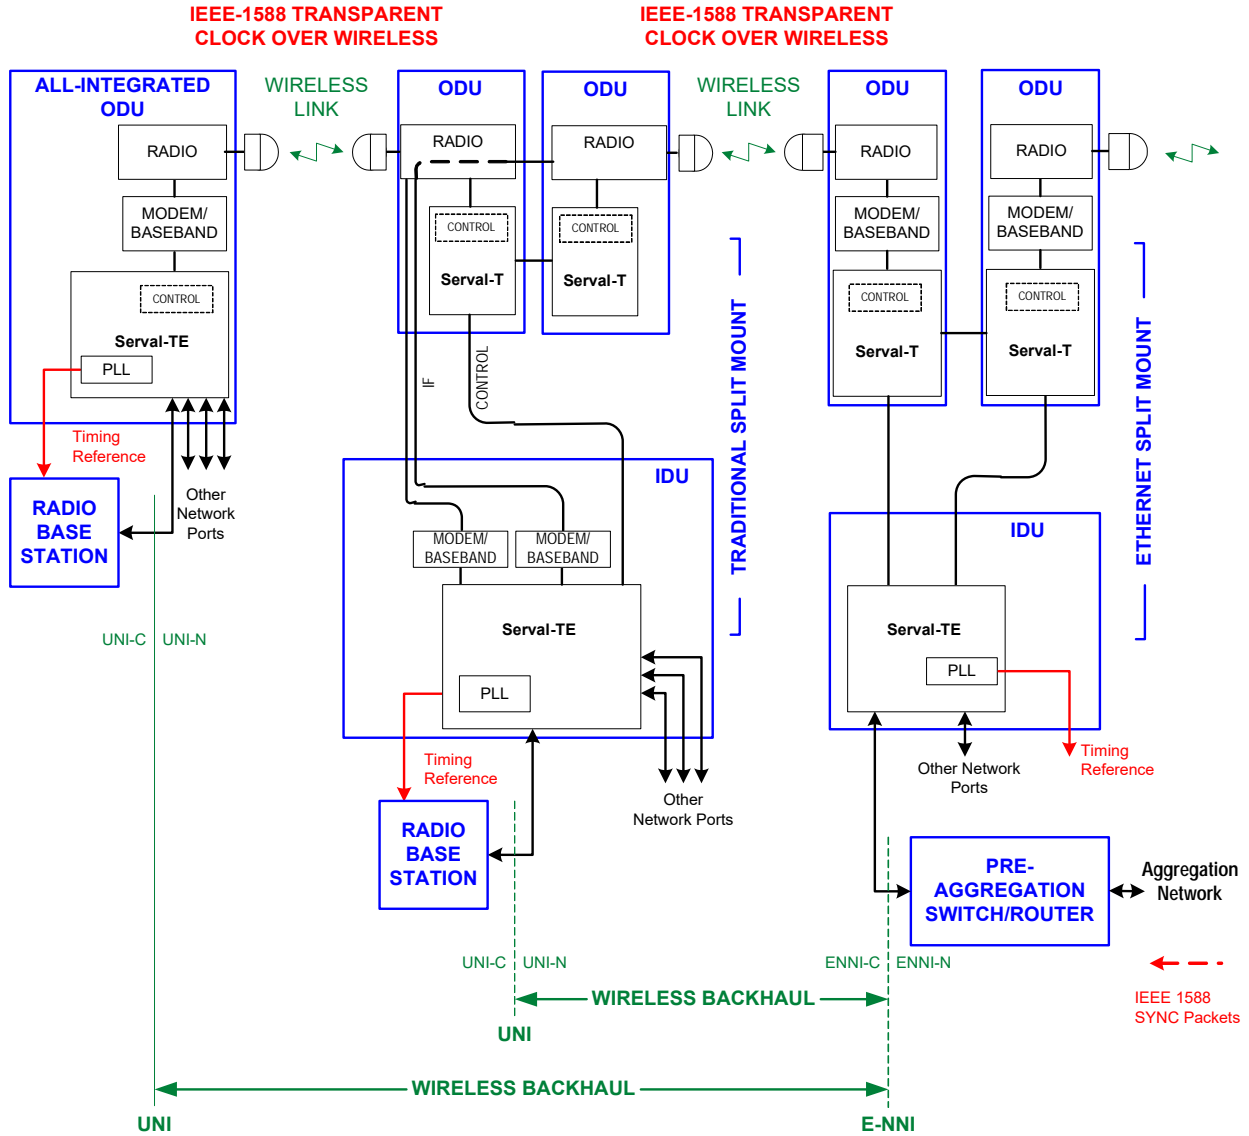 IEEE-1588 TRANSPARENT
CLOCK OVER WIRELESS
IEEE-1588 TRANSPARENT
CLOCK OVER WIRELESS
ALL-INTEGRATED
ODU
WIRELESS
LINK
ODU
ODU
WIRELESS
LINK
ODU
ODU
RADIO
RADIO
RADIO
RADIO
RADIO
MODEM/
BASEBAND
MODEM/
BASEBAND
MODEM/
BASEBAND
CONTROL
CONTROL
CONTROL
CONTROL
CONTROL
Serval-TE
Serval-T
Serval-T
Serval-T
Serval-T
PLL
IF
CONTROL
TRADITIONAL SPLIT MOUNT
ETHERNET SPLIT MOUNT
Timing
Reference
RADIO
BASE
STATION
Other
Network
Ports
IDU
MODEM/
BASEBAND
MODEM/
BASEBAND
Serval-TE
PLL
IDU
Serval-TE
PLL
UNI-C
UNI-N
Timing
Reference
RADIO
BASE
STATION
Other
Network Ports
Other Network
Ports
Timing
Reference
PRE-
AGGREGATION
SWITCH/ROUTER
Aggregation
Network
UNI-C
UNI-N
ENNI-C
ENNI-N
WIRELESS BACKHAUL
UNI
IEEE 1588
SYNC Packets
WIRELESS BACKHAUL
UNI
E-NNI